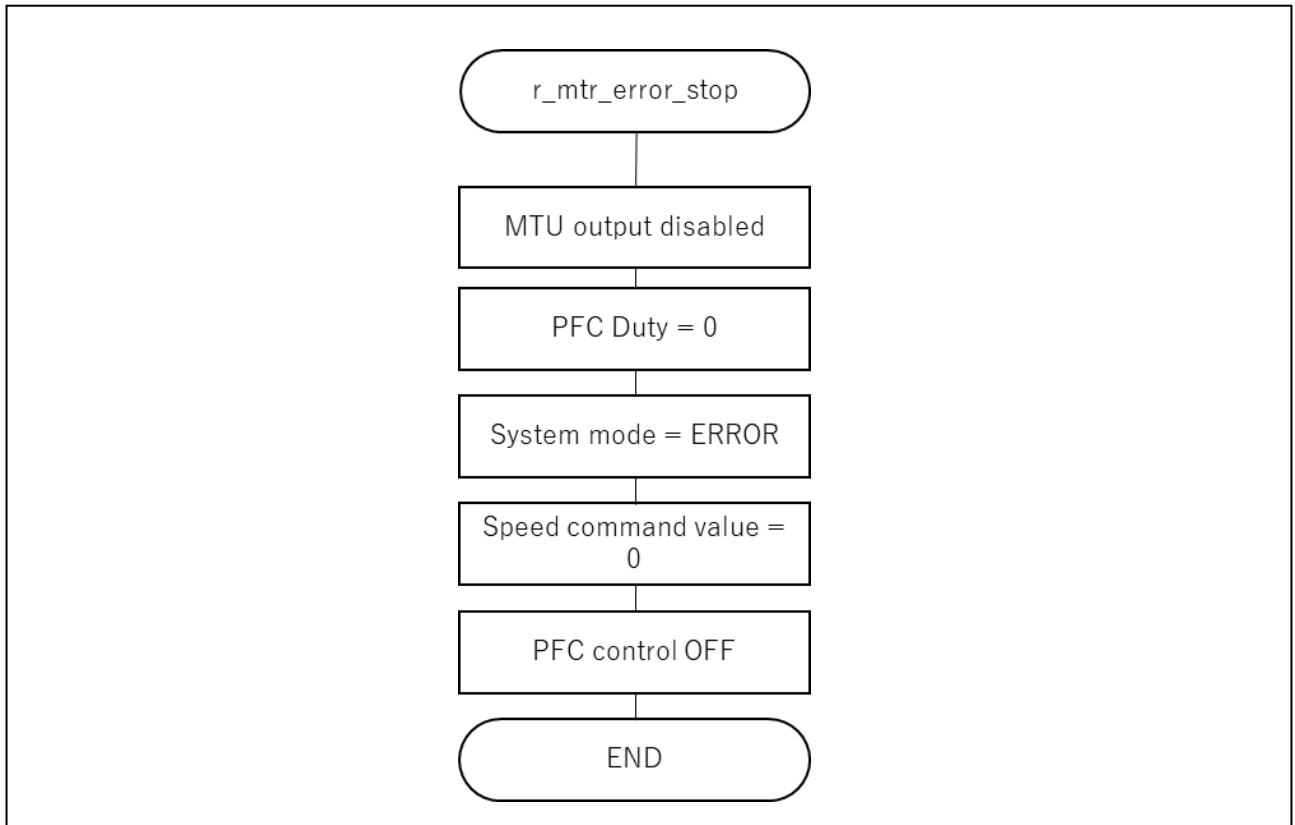 r_mtr_error_stop
MTU output disabled
PFC Duty = 0
System mode = ERROR
Speed command value =
0
PFC control OFF
END